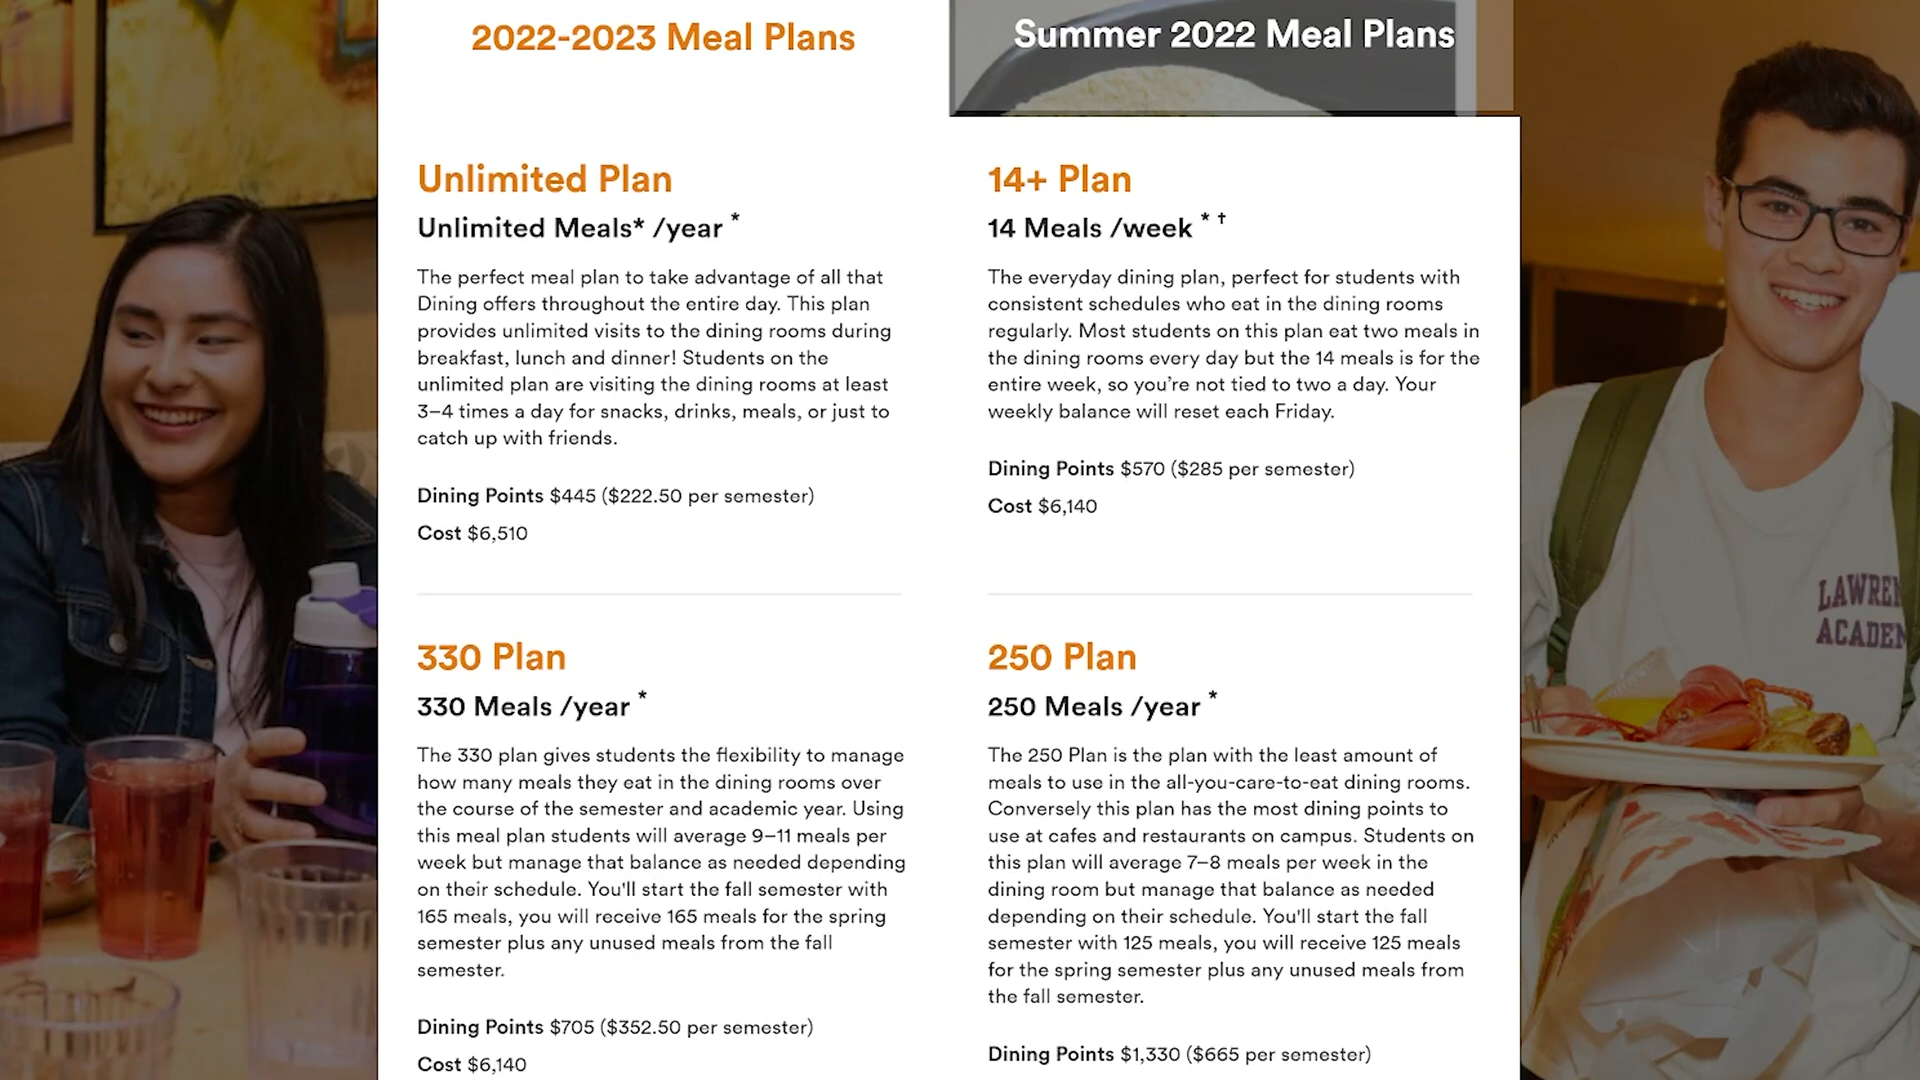 2022-2023 Meal Plans
Summer 2022 Meal Plans
Unlimited Plan
Unlimited Meals* /year *
The perfect meal plan to take advantage of all that
Dining offers throughout the entire day. This plan
provides unlimited visits to the dining rooms during
breakfast, lunch and dinner! Students on the
unlimited plan are visiting the dining rooms at least
3–4 times a day for snacks, drinks, meals, or just to
catch up with friends.
Dining Points $445 ($222.50 per semester)
Cost $6,510
14+ Plan
14 Meals /week * †
The everyday dining plan, perfect for students with
consistent schedules who eat in the dining rooms
regularly. Most students on this plan eat two meals in
the dining rooms every day but the 14 meals is for the
entire week, so you’re not tied to two a day. Your
weekly balance will reset each Friday.
Dining Points $570 ($285 per semester)
Cost $6,140
330 Plan
330 Meals /year *
The 330 plan gives students the flexibility to manage
how many meals they eat in the dining rooms over
the course of the semester and academic year. Using
this meal plan students will average 9–11 meals per
week but manage that balance as needed depending
on their schedule. You'll start the fall semester with
165 meals, you will receive 165 meals for the spring
semester plus any unused meals from the fall
semester.
Dining Points $705 ($352.50 per semester)
Cost $6,140
250 Plan
250 Meals /year *
The 250 Plan is the plan with the least amount of
meals to use in the all-you-care-to-eat dining rooms.
Conversely this plan has the most dining points to
use at cafes and restaurants on campus. Students on
this plan will average 7–8 meals per week in the
dining room but manage that balance as needed
depending on their schedule. You'll start the fall
semester with 125 meals, you will receive 125 meals
for the spring semester plus any unused meals from
the fall semester.
Dining Points $1,330 ($665 per semester)
LAWREN
ACADEM